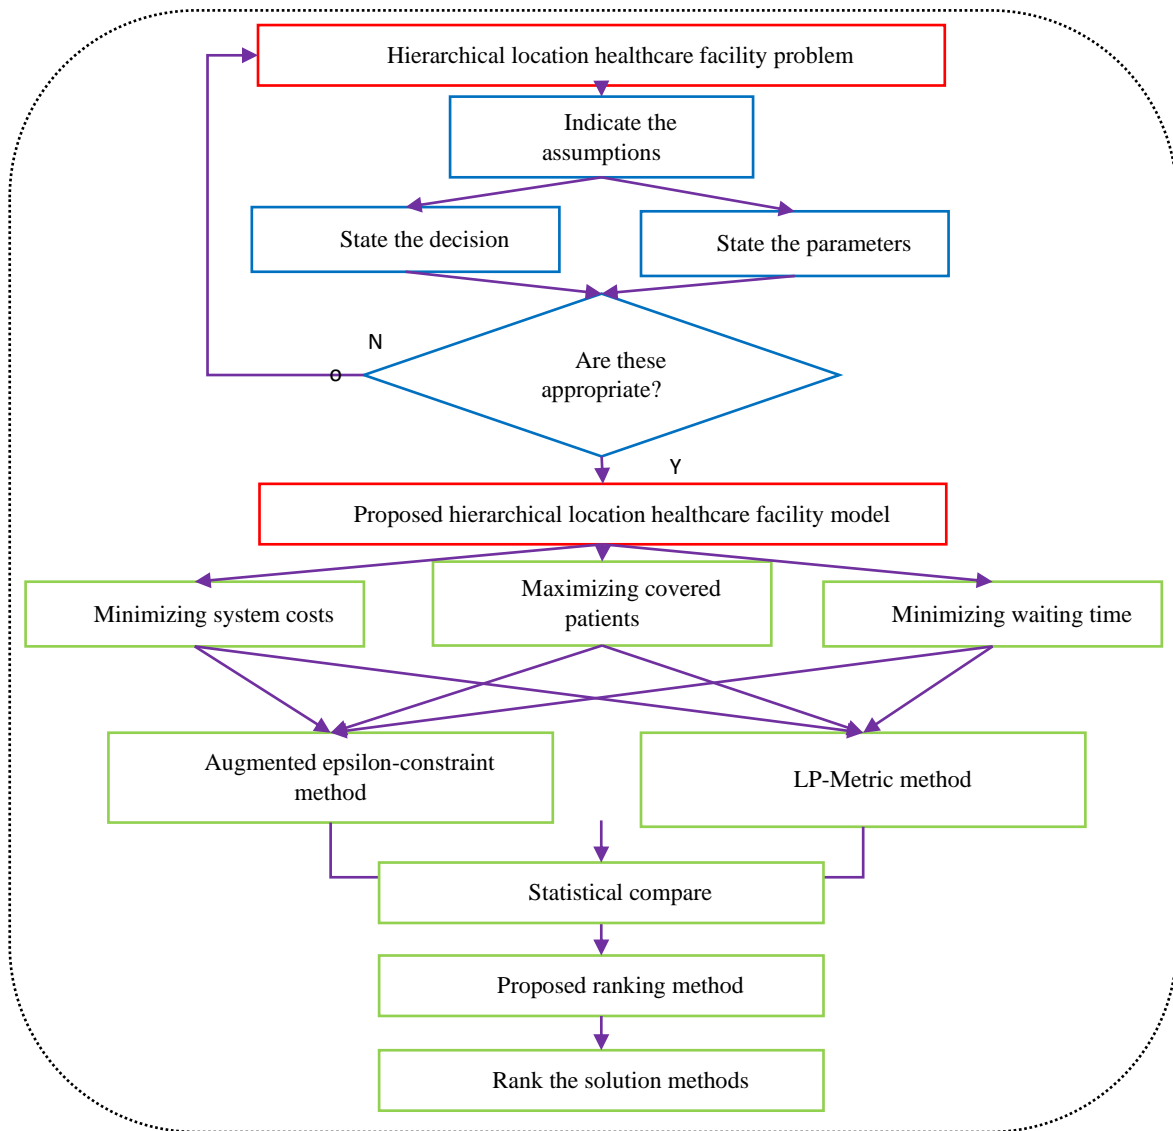 Hierarchical location healthcare facility problem
Indicate the
assumptions
State the decision
State the parameters
N
o
Are these
appropriate?
Y
Proposed hierarchical location healthcare facility model
Minimizing system costs
Maximizing covered
patients
Minimizing waiting time
Augmented epsilon-constraint
method
LP-Metric method
Statistical compare
Proposed ranking method
Rank the solution methods